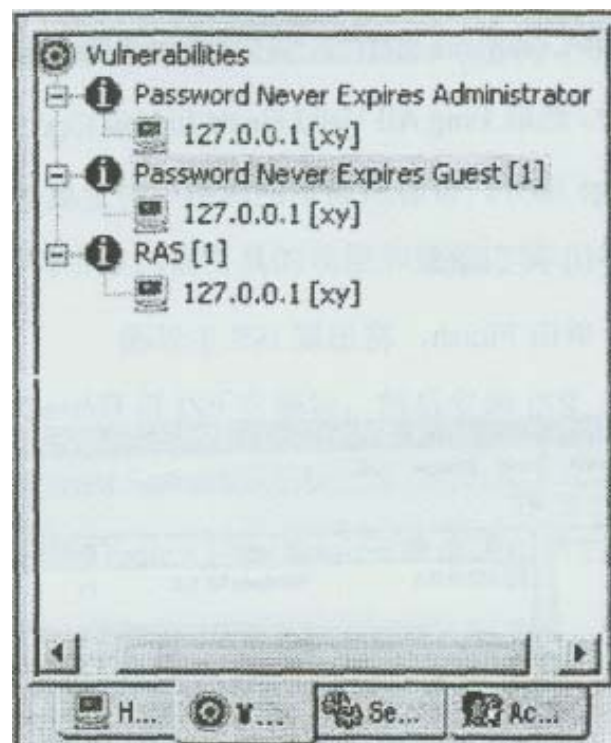 Vulnerabilities
Password Never Expires Administrator
127.0.0.1 [xy]
Password Never Expires Guest [1]
127.0.0.1 [xy]
RAS [1]
127.0.0.1 [xy]
H... V... Se... Ac...